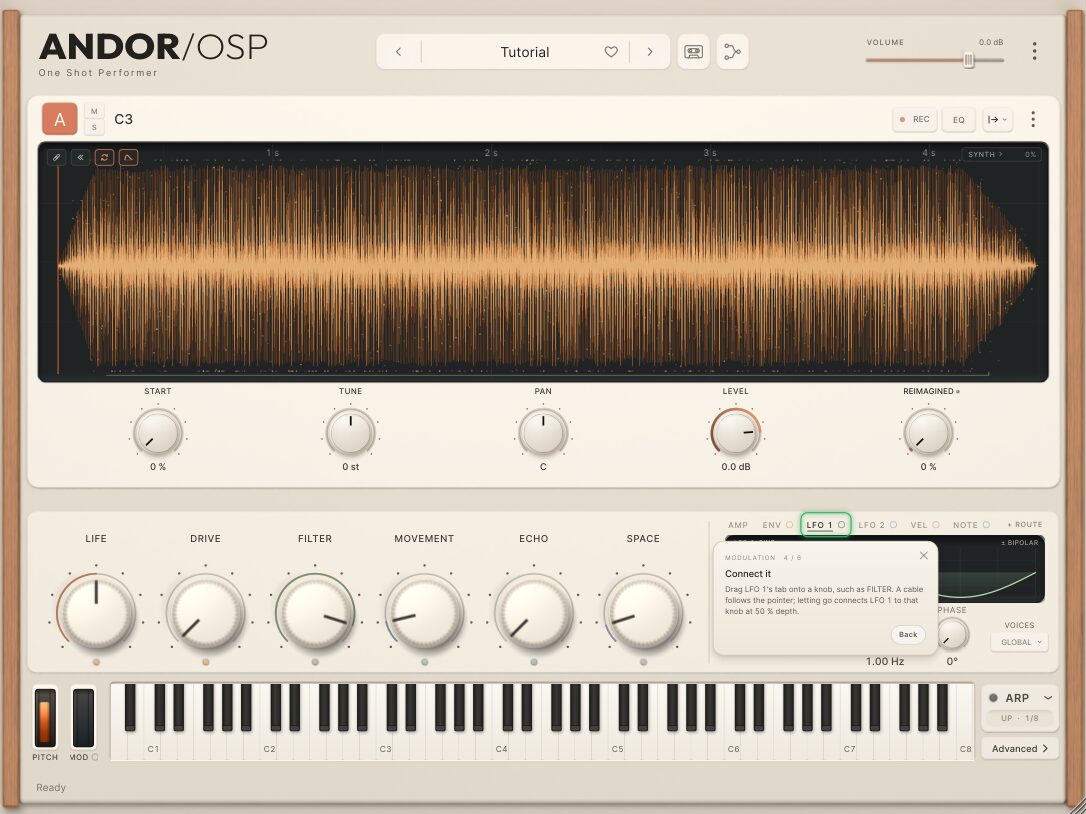 ANDOR/OSP
One Shot Performer
Tutorial
VOLUME 0.0 dB
A
M
S
C3
REC
EQ
1 s 2 s 3 s 4 s
SYNTH > 0%
START TUNE PAN LEVEL REIMAGINED
0 % 0 st C 0.0 dB 0 %
LIFE DRIVE FILTER MOVEMENT ECHO SPACE
AMP ENV LFO 1 LFO 2 VEL NOTE + ROUTE
± BIPOLAR
MODULATION 4 / 6
Connect it
Drag LFO 1's tab onto a knob, such as FILTER. A cable
follows the pointer; letting go connects LFO 1 to that
knob at 50 % depth.
Back
PHASE
VOICES
GLOBAL
1.00 Hz 0°
PITCH MOD
C1 C2 C3 C4 C5 C6 C7 C8
ARP
UP · 1/8
Advanced >
Ready